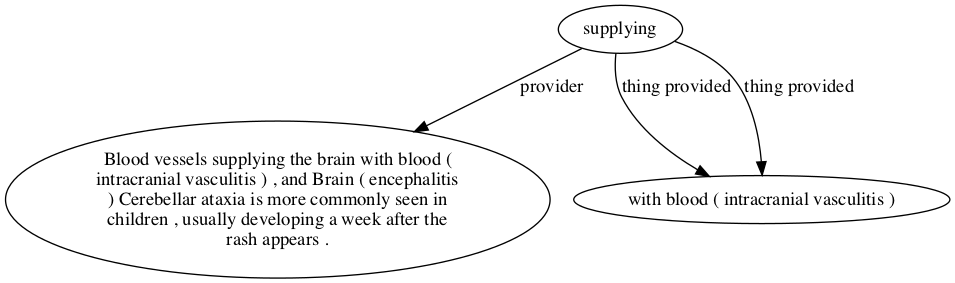 supplying
provider
thing provided
thing provided
Blood vessels supplying the brain with blood (
intracranial vasculitis ) , and Brain ( encephalitis
) Cerebellar ataxia is more commonly seen in
children , usually developing a week after the
rash appears .
with blood ( intracranial vasculitis )